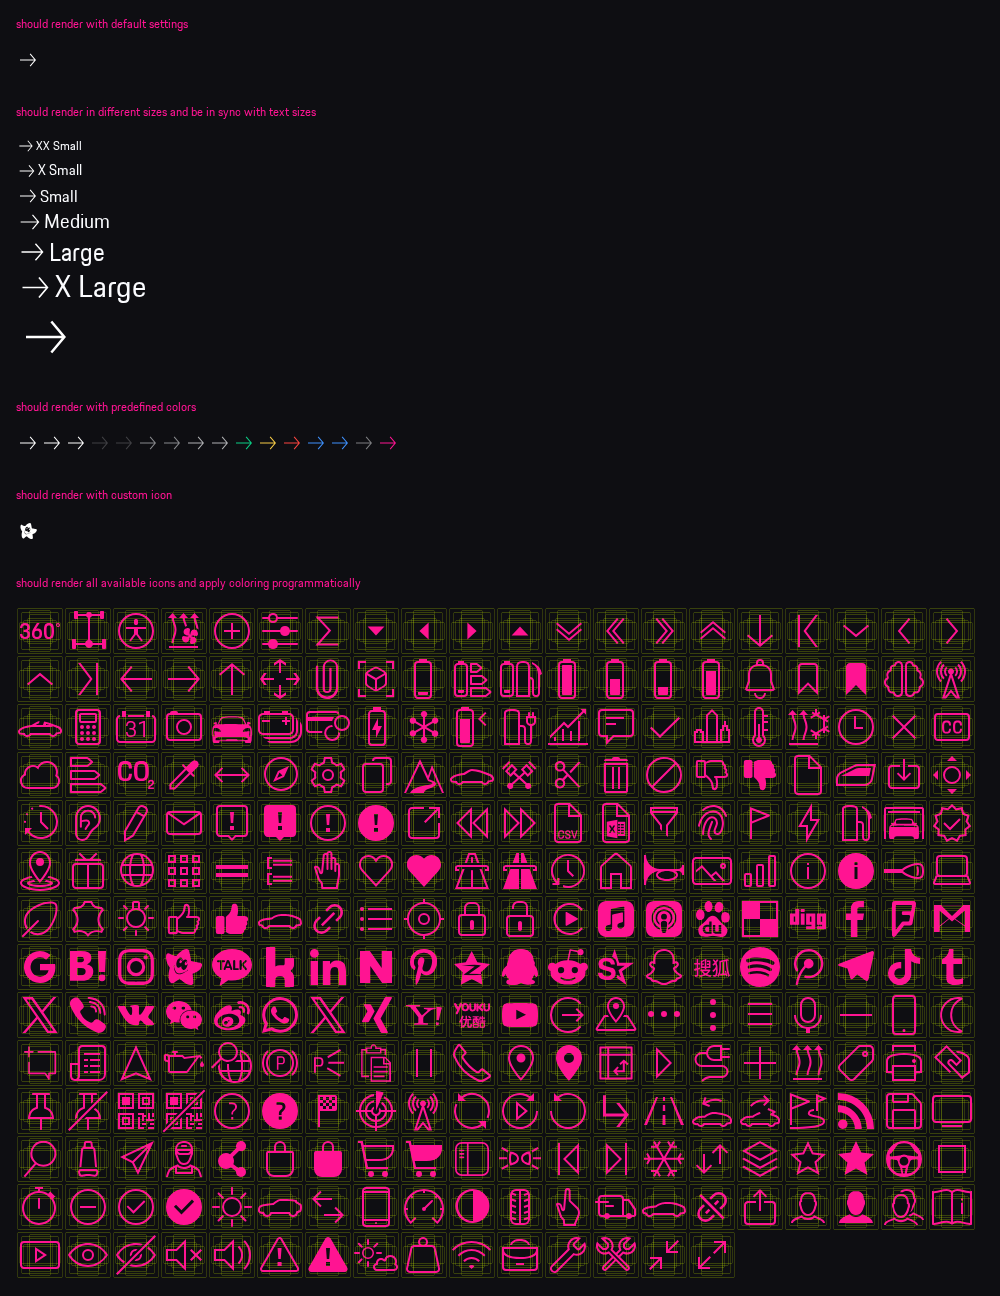 should render with default settings
should render in different sizes and be in sync with text sizes
XX Small
X Small
Small
Medium
Large
X Large
should render with predefined colors
should render with custom icon
should render all available icons and apply coloring programmatically
360°
31
CC
CO2
CSV
X
du
digg
f
M
G
B!
TALK
k
in
N
S
搜狐
t
X
VK
X
Y!
YOUKU
优酷
P
P
?
?